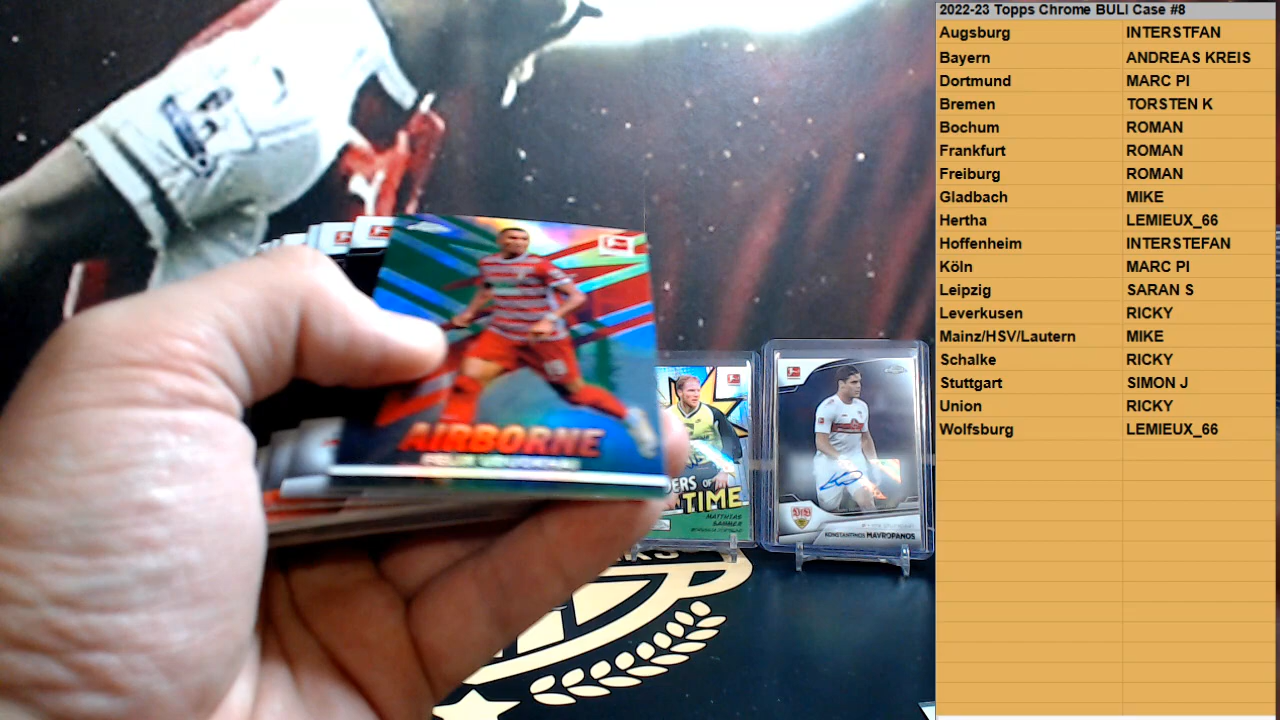 2022-23 Topps Chrome BULI Case #8
Augsburg INTERSTFAN
Bayern ANDREAS KREIS
Dortmund MARC PI
Bremen TORSTEN K
Bochum ROMAN
Frankfurt ROMAN
Freiburg ROMAN
Gladbach MIKE
Hertha LEMIEUX_66
Hoffenheim INTERSTEFAN
Köln MARC PI
Leipzig SARAN S
Leverkusen RICKY
Mainz/HSV/Lautern MIKE
Schalke RICKY
Stuttgart SIMON J
Union RICKY
Wolfsburg LEMIEUX_66
AIRBORNE
TIME
MATTHIAS
SAMMER
KONSTANTINOS MAVROPANOS